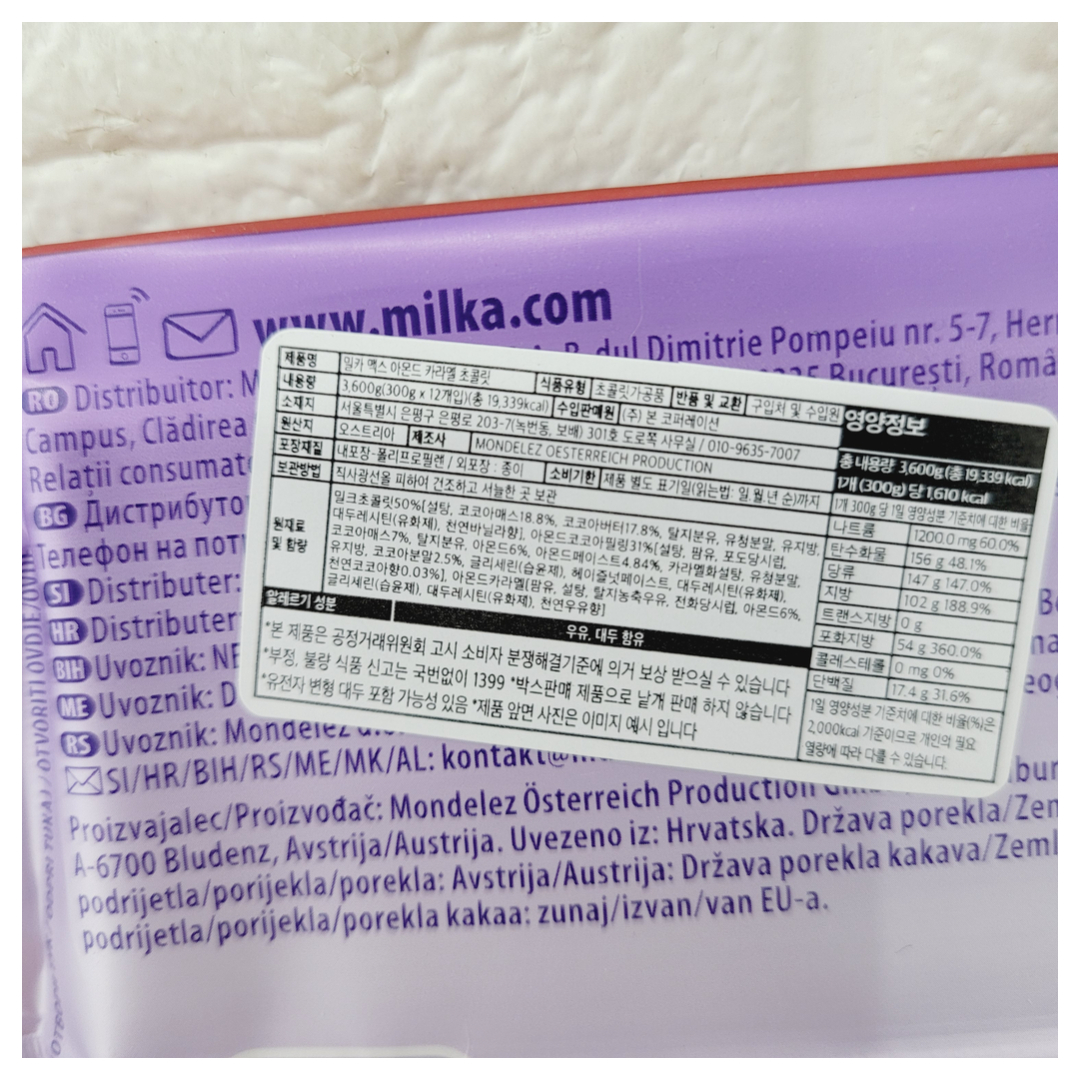 www.milka.com
B-dul Dimitrie Pompeiu nr. 5-7,
RO Distribuitor: București, Româ
Campus, Clădirea
Relații consumat
BG Дистрибуто
Телефон на пот
SI Distributer:
HR Distributer
BIH Uvoznik: NE
ME Uvoznik: D
RS Uvoznik: Mondelez
SI/HR/BIH/RS/ME/MK/AL:
Proizvajalec/Proizvođač: Mondelez Österreich Production
A-6700 Bludenz, Avstrija/Austrija. Uvezeno iz: Hrvatska. Država porekla/Zem
podrijetla/porijekla/porekla: Avstrija/Austrija: Država porekla kakava/Zeml
podrijetla/porijekla/porekla kakaa: zunaj/izvan/van EU-a.
제품명 밀카 맥스 아몬드 카라멜 초콜릿 식품유형 초콜릿가공품 반품 및 교환 구입처 및 수입원
내용량 3,600g(300g x 12개입)(총 19,339kcal) 수입판매원 (주) 본 코퍼레이션
소재지 서울특별시 은평구 은평로 203-7(녹번동, 보배) 301호 도로쪽 사무실 / 010-9635-7007
원산지 오스트리아 제조사 MONDELEZ OESTERREICH PRODUCTION
포장재질 내포장-폴리프로필렌 / 외포장 : 종이 소비기한 제품 별도 표기일(읽는법: 일,월,년 순)까지
보관방법 직사광선을 피하여 건조하고 서늘한 곳 보관
원재료 및 함량
밀크초콜릿50%[설탕, 코코아매스18.8%, 코코아버터17.8%, 탈지분유, 유청분말, 유지방,
대두레시틴(유화제), 천연바닐라향], 아몬드코코아필링31%[설탕, 팜유, 포도당시럽,
코코아매스7%, 탈지분유, 아몬드6%, 아몬드페이스트4.84%, 카라멜화설탕, 유청분말,
유지방, 코코아분말2.5%, 글리세린(습윤제), 헤이즐넛페이스트, 대두레시틴(유화제),
천연코코아향0.03%], 아몬드카라멜[팜유, 설탕, 탈지농축우유, 전화당시럽, 아몬드6%,
글리세린(습윤제), 대두레시틴(유화제), 천연우유향]
알레르기 성분 우유, 대두 함유
*본 제품은 공정거래위원회 고시 소비자 분쟁해결기준에 의거 보상 받으실 수 있습니다
*부정, 불량 식품 신고는 국번없이 1399 *박스판매 제품으로 낱개 판매 하지 않습니다
*유전자 변형 대두 포함 가능성 있음 *제품 앞면 사진은 이미지 예시 입니다
영양정보
총 내용량 3,600g (총 19,339 kcal)
1개 (300g) 당 1,610 kcal
1개 300g 당 1일 영양성분 기준치에 대한 비율
나트륨 1200.0 mg 60.0%
탄수화물 156 g 48.1%
당류 147 g 147.0%
지방 102 g 188.9%
트랜스지방 0 g
포화지방 54 g 360.0%
콜레스테롤 0 mg 0%
단백질 17.4 g 31.6%
1일 영양성분 기준치에 대한 비율(%)은
2,000kcal 기준이므로 개인의 필요
열량에 따라 다를 수 있습니다.